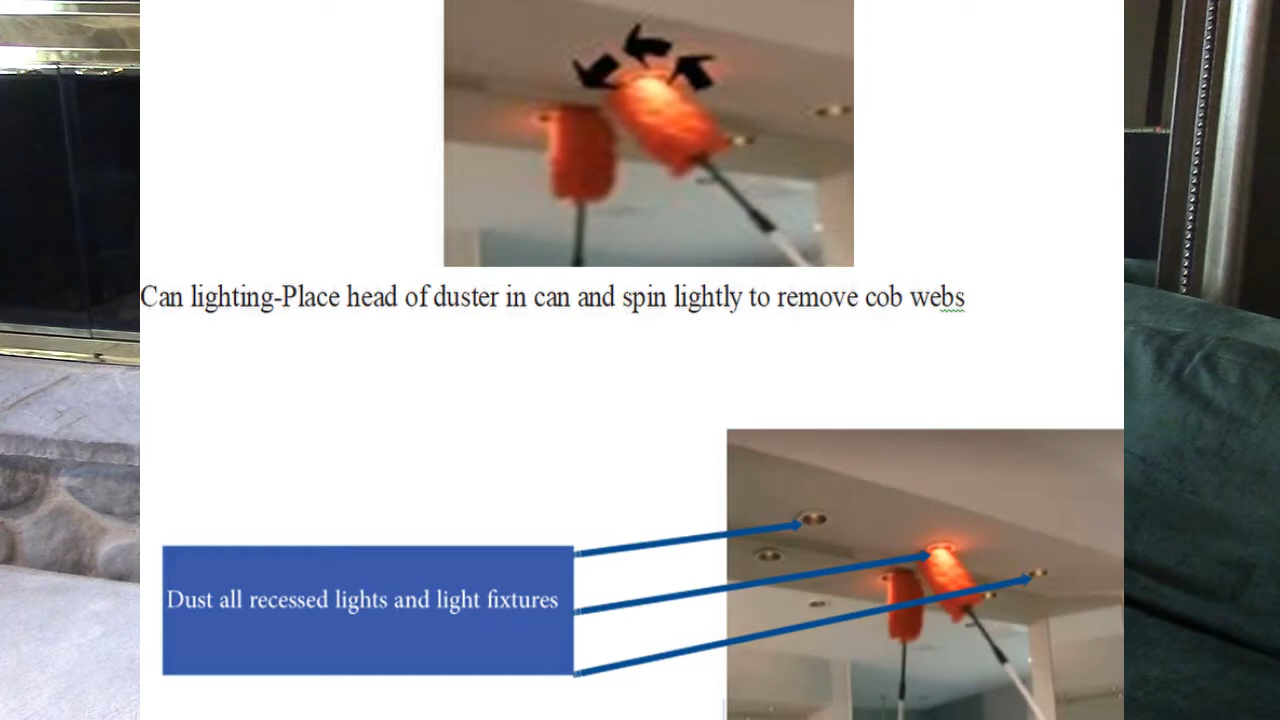 Can lighting-Place head of duster in can and spin lightly to remove cob webs
Dust all recessed lights and light fixtures